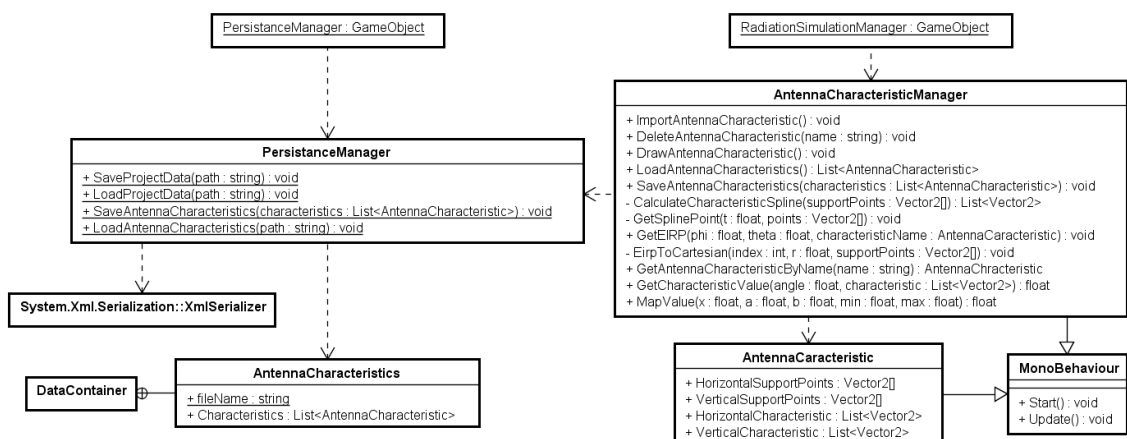 PersistanceManager : GameObject
RadiationSimulationManager : GameObject
AntennaCharacteristicManager
+ ImportAntennaCharacteristic() : void
+ DeleteAntennaCharacteristic(name : string) : void
+ DrawAntennaCharacteristic() : void
+ LoadAntennaCharacteristics() : List<AntennaCharacteristic>
+ SaveAntennaCharacteristics(characteristics : List<AntennaCharacteristic>) : void
- CalculateCharacteristicSpline(supportPoints : Vector2[]) : List<Vector2>
- GetSplinePoint(t : float, points : Vector2[]) : void
+ GetEIRP(phi : float, theta : float, characteristicName : AntennaCaracteristic) : void
- EirpToCartesian(index : int, r : float, supportPoints : Vector2[]) : void
+ GetAntennaCharacteristicByName(name : string) : AntennaChracteristic
+ GetCharacteristicValue(angle : float, characteristic : List<Vector2>) : float
+ MapValue(x : float, a : float, b : float, min : float, max : float) : float
PersistanceManager
+ SaveProjectData(path : string) : void
+ LoadProjectData(path : string) : void
+ SaveAntennaCharacteristics(characteristics : List<AntennaCharacteristic>) : void
+ LoadAntennaCharacteristics(path : string) : void
System.Xml.Serialization::XmlSerializer
DataContainer
AntennaCharacteristics
+ fileName : string
+ Characteristics : List<AntennaCharacteristic>
AntennaCaracteristic
+ HorizontalSupportPoints : Vector2[]
+ VerticalSupportPoints : Vector2[]
+ HorizontalCharacteristic : List<Vector2>
+ VerticalCharacteristic : List<Vector2>
MonoBehaviour
+ Start() : void
+ Update() : void